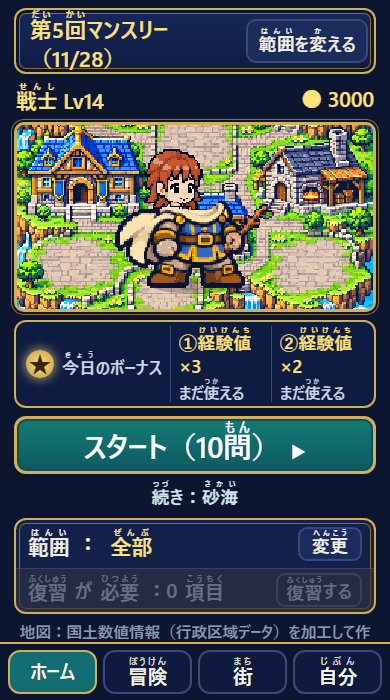 第5回マンスリー
（11/28）
範囲を変える
戦士 Lv14
3000
今日のボーナス
①経験値
×3
まだ使える
②経験値
×2
まだ使える
スタート（10問） ▶
続き：砂海
範囲 ： 全部
変更
復習 が 必要 ：0 項目
復習する
地図：国土数値情報（行政区域データ）を加工して作
ホーム
冒険
街
自分